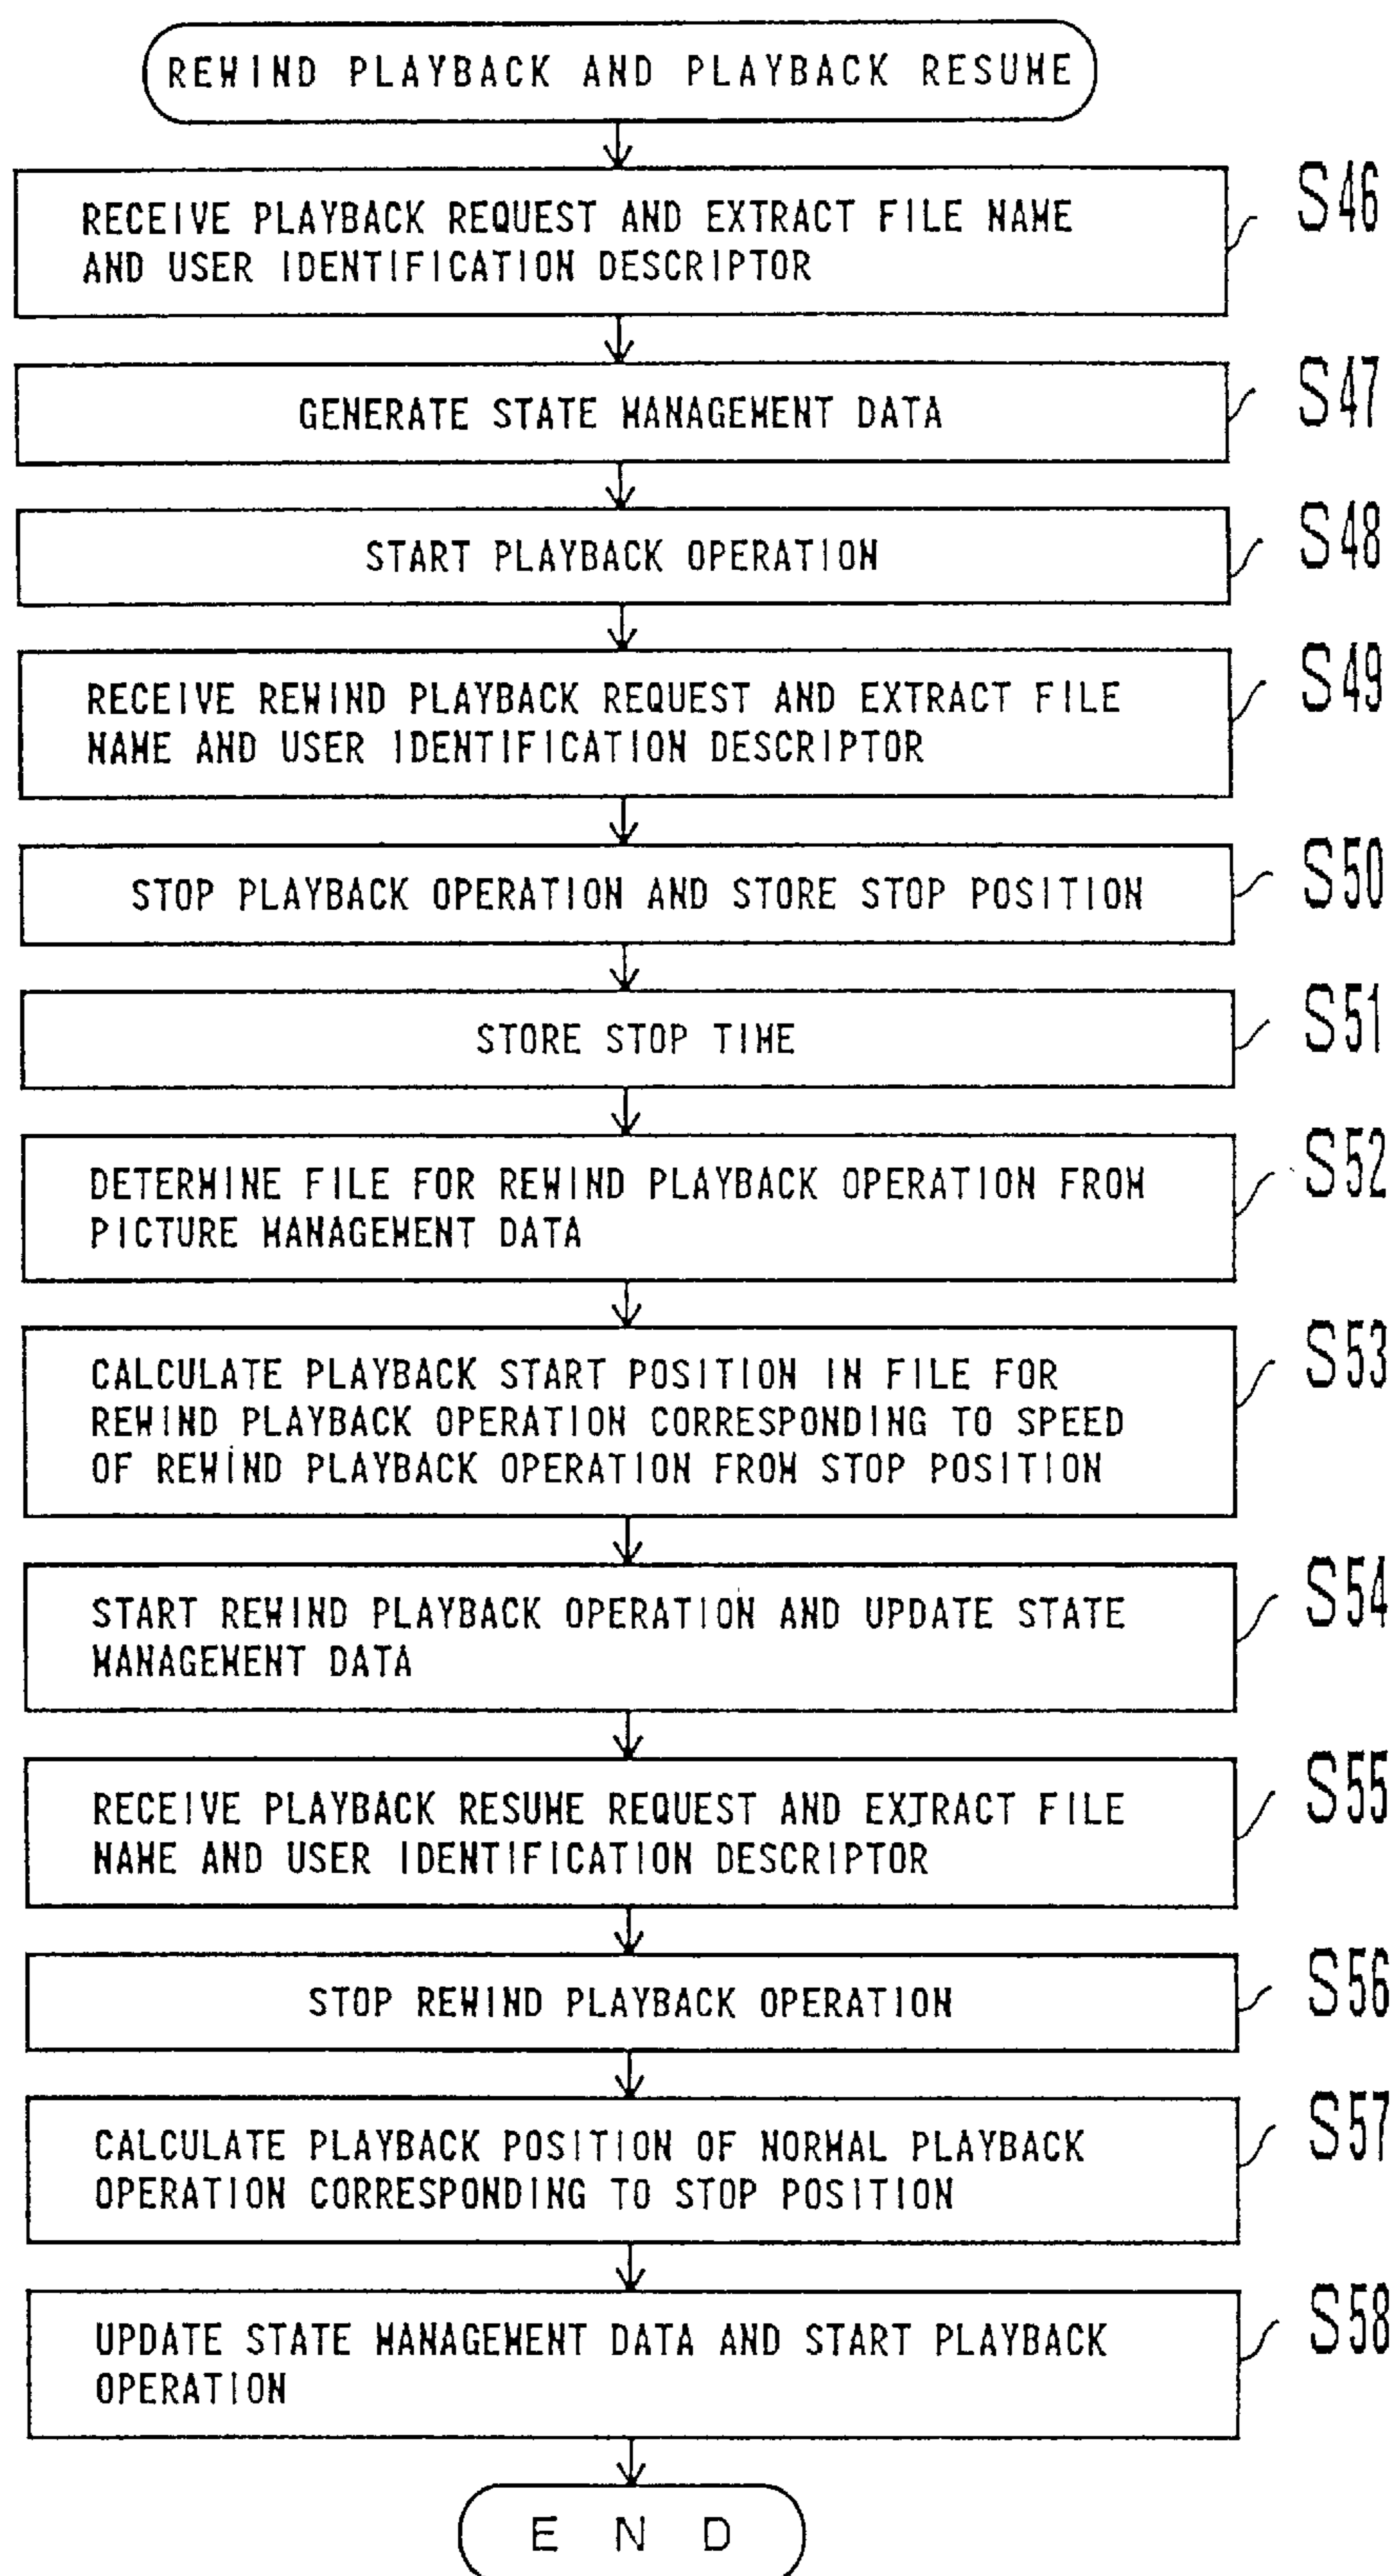 REWIND PLAYBACK AND PLAYBACK RESUME
S46
RECEIVE PLAYBACK REQUEST AND EXTRACT FILE NAME
AND USER IDENTIFICATION DESCRIPTOR
S47
GENERATE STATE MANAGEMENT DATA
S48
START PLAYBACK OPERATION
S49
RECEIVE REWIND PLAYBACK REQUEST AND EXTRACT FILE
NAME AND USER IDENTIFICATION DESCRIPTOR
S50
STOP PLAYBACK OPERATION AND STORE STOP POSITION
S51
STORE STOP TIME
S52
DETERMINE FILE FOR REWIND PLAYBACK OPERATION FROM
PICTURE MANAGEMENT DATA
S53
CALCULATE PLAYBACK START POSITION IN FILE FOR
REWIND PLAYBACK OPERATION CORRESPONDING TO SPEED
OF REWIND PLAYBACK OPERATION FROM STOP POSITION
S54
START REWIND PLAYBACK OPERATION AND UPDATE STATE
MANAGEMENT DATA
S55
RECEIVE PLAYBACK RESUME REQUEST AND EXTRACT FILE
NAME AND USER IDENTIFICATION DESCRIPTOR
S56
STOP REWIND PLAYBACK OPERATION
S57
CALCULATE PLAYBACK POSITION OF NORMAL PLAYBACK
OPERATION CORRESPONDING TO STOP POSITION
S58
UPDATE STATE MANAGEMENT DATA AND START PLAYBACK
OPERATION
END